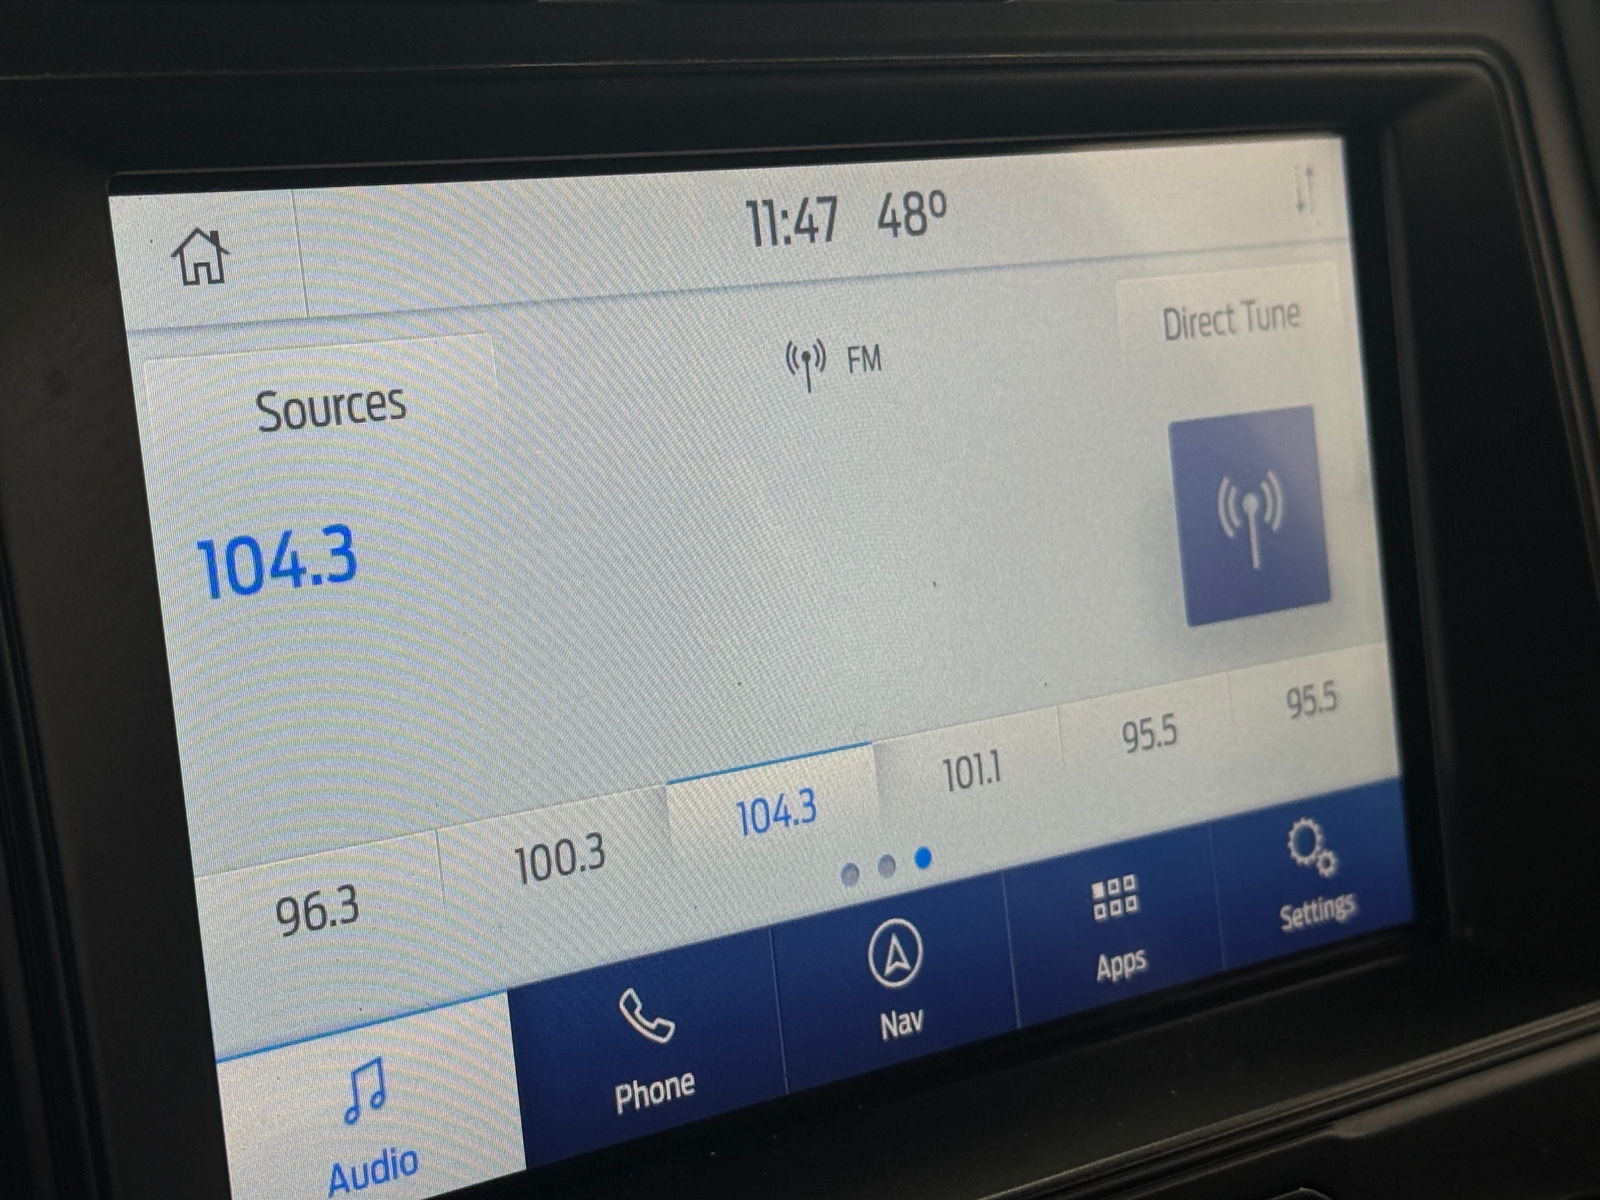 11:47 48°
FM
Direct Tune
Sources
104.3
96.3
100.3
104.3
101.1
95.5
95.5
Audio
Phone
Nav
Apps
Settings